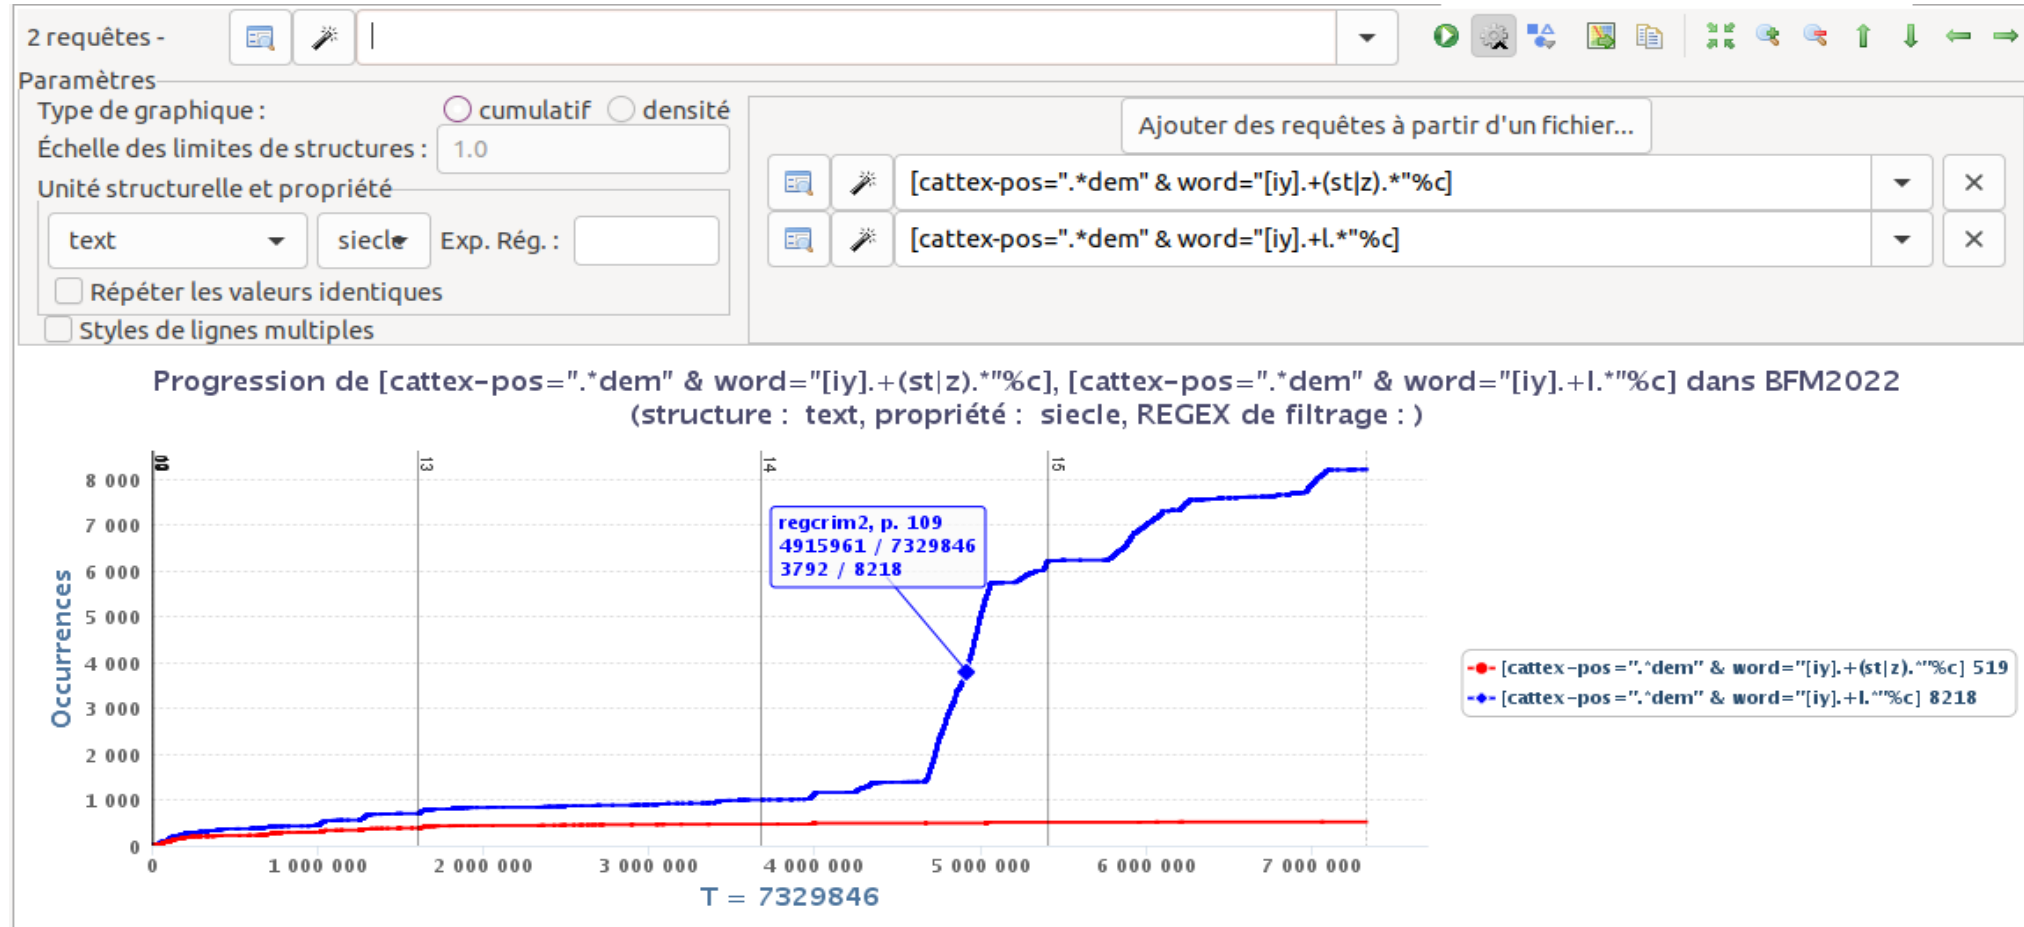 2 requêtes -
Paramètres
Type de graphique : cumulatif densité
Échelle des limites de structures : 1.0
Unité structurelle et propriété
text siecle Exp. Rég. :
Répéter les valeurs identiques
Styles de lignes multiples
Ajouter des requêtes à partir d'un fichier...
[cattex-pos=".*dem" & word="[iy].+(st|z).*"%c]
[cattex-pos=".*dem" & word="[iy].+l.*"%c]
Progression de [cattex-pos=".*dem" & word="[iy].+(st|z).*"%c], [cattex-pos=".*dem" & word="[iy].+l.*"%c] dans BFM2022
(structure : text, propriété : siecle, REGEX de filtrage : )
13 14 15
8 000
7 000
6 000
5 000
4 000
3 000
2 000
1 000
0
Occurrences
regcrim2, p. 109
4915961 / 7329846
3792 / 8218
0 1 000 000 2 000 000 3 000 000 4 000 000 5 000 000 6 000 000 7 000 000
T = 7329846
[cattex-pos=".*dem" & word="[iy].+(st|z).*"%c] 519
[cattex-pos=".*dem" & word="[iy].+l.*"%c] 8218